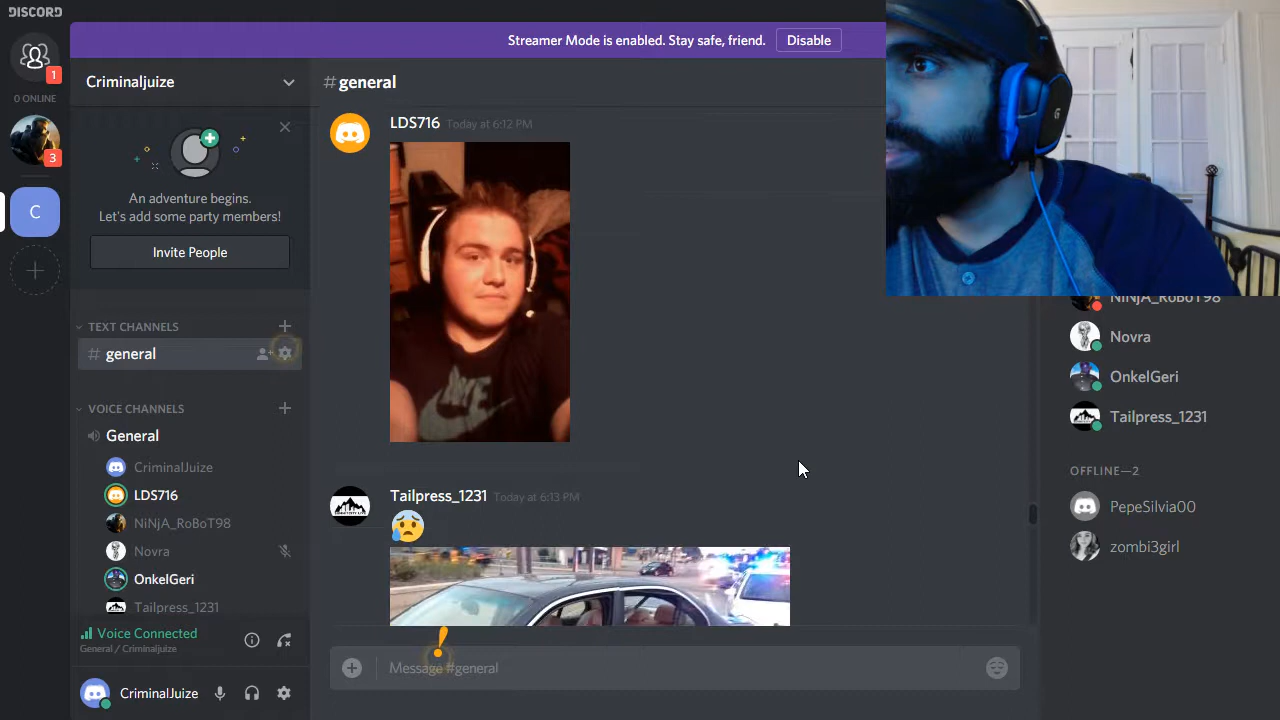 DISCORD
Streamer Mode is enabled. Stay safe, friend.
Disable
1
0 ONLINE
3
C
Criminaljuize
An adventure begins.
Let's add some party members!
Invite People
TEXT CHANNELS
# general
VOICE CHANNELS
General
CriminalJuize
LDS716
NiNjA_RoBoT98
Novra
OnkelGeri
Tailpress_1231
Voice Connected
General / Criminaljuize
CriminalJuize
# general
LDS716 Today at 6:12 PM
NIKE
Tailpress_1231 Today at 6:13 PM
Message #general
G
NiNjA_RoBoT98
Novra
OnkelGeri
Tailpress_1231
OFFLINE—2
PepeSilvia00
zombi3girl